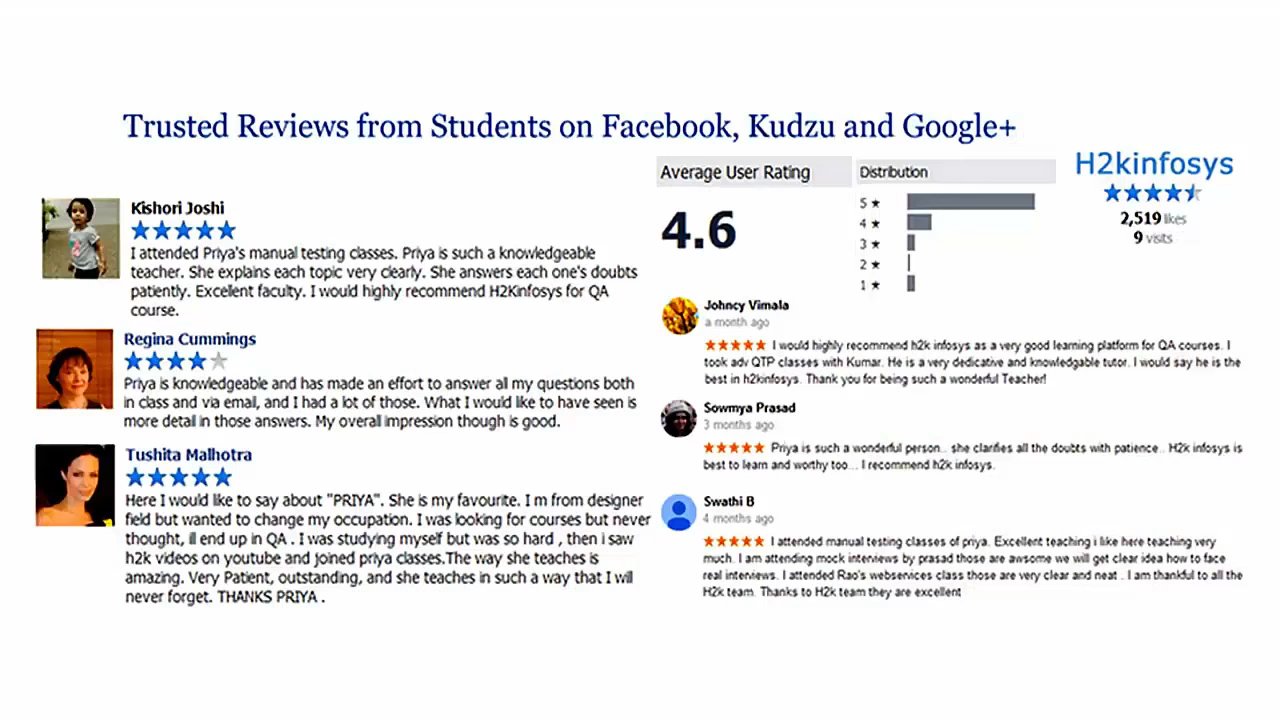 Trusted Reviews from Students on Facebook, Kudzu and Google+
Kishori Joshi
I attended Priya's manual testing classes. Priya is such a knowledgeable
teacher. She explains each topic very clearly. She answers each one's doubts
patiently. Excellent faculty. I would highly recommend H2Kinfosys for QA
course.
Regina Cummings
Priya is knowledgeable and has made an effort to answer all my questions both
in class and via email, and I had a lot of those. What I would like to have seen is
more detail in those answers. My overall impression though is good.
Tushita Malhotra
Here I would like to say about "PRIYA". She is my favourite. I m from designer
field but wanted to change my occupation. I was looking for courses but never
thought, ill end up in QA . I was studying myself but was so hard , then i saw
h2k videos on youtube and joined priya classes.The way she teaches is
amazing. Very Patient, outstanding, and she teaches in such a way that I will
never forget. THANKS PRIYA .
Average User Rating
4.6
Distribution
5 ★
4 ★
3 ★
2 ★
1 ★
H2kinfosys
2,519 likes
9 visits
Johncy Vimala
a month ago
I would highly recommend h2k infosys as a very good learning platform for QA courses. I
took adv QTP classes with Kumar. He is a very dedicative and knowledgable tutor. I would say he is the
best in h2kinfosys. Thank you for being such a wonderful Teacher!
Sowmya Prasad
3 months ago
Priya is such a wonderful person.. she clarifies all the doubts with patience.. H2k infosys is
best to learn and worthy too... I recommend h2k infosys.
Swathi B
4 months ago
I attended manual testing classes of priya. Excellent teaching i like here teaching very
much. I am attending mock interviews by prasad those are awsome we will get clear idea how to face
real interviews. I attended Rao's webservices class those are very clear and neat . I am thankful to all the
H2k team. Thanks to H2k team they are excellent